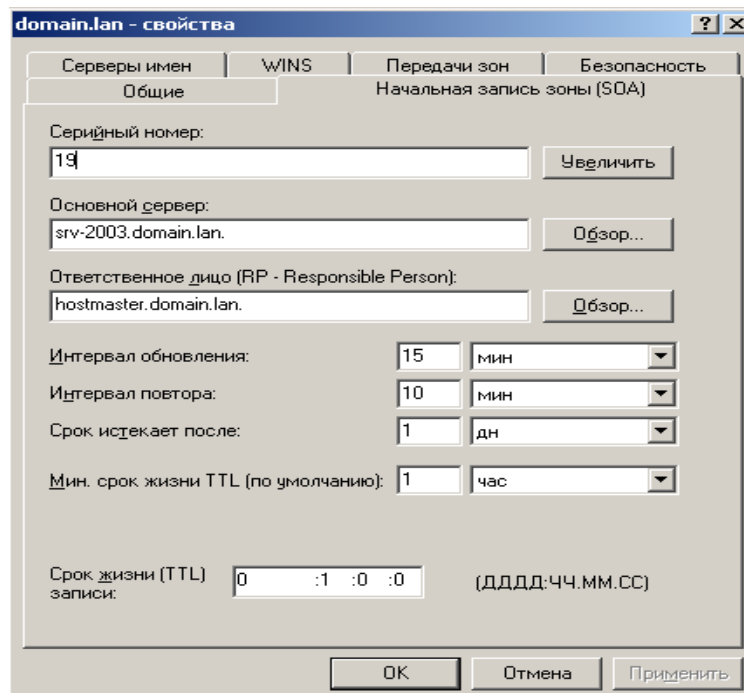 domain.lan - свойства
Серверы имен WINS Передачи зон Безопасность
Общие Начальная запись зоны (SOA)
Серийный номер:
19 Увеличить
Основной сервер:
srv-2003.domain.lan. Обзор...
Ответственное лицо (RP - Responsible Person):
hostmaster.domain.lan. Обзор...
Интервал обновления: 15 мин
Интервал повтора: 10 мин
Срок истекает после: 1 дн
Мин. срок жизни TTL (по умолчанию): 1 час
Срок жизни (TTL) 0 :1 :0 :0 (ДДДД:ЧЧ.ММ.СС)
записи:
OK Отмена Применить